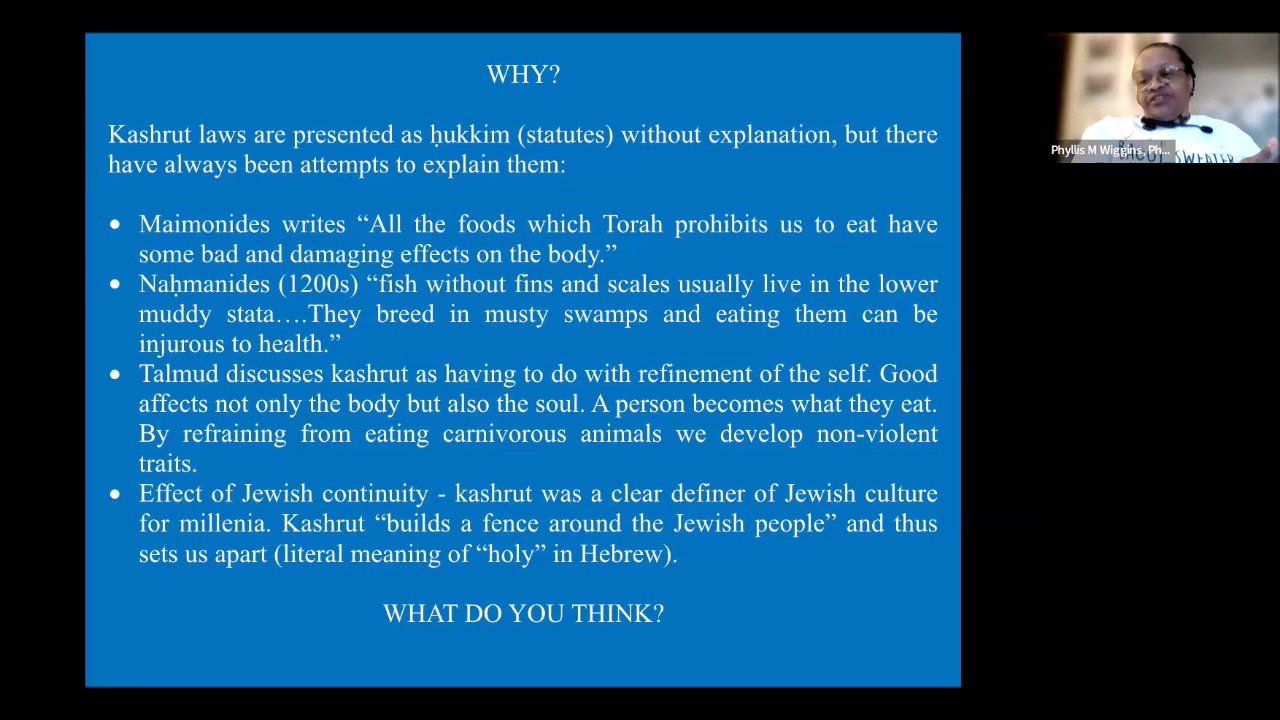 WHY?
Kashrut laws are presented as ḥukkim (statutes) without explanation, but there
have always been attempts to explain them:
• Maimonides writes “All the foods which Torah prohibits us to eat have
some bad and damaging effects on the body.”
• Naḥmanides (1200s) “fish without fins and scales usually live in the lower
muddy stata….They breed in musty swamps and eating them can be
injurious to health.”
• Talmud discusses kashrut as having to do with refinement of the self. Good
affects not only the body but also the soul. A person becomes what they eat.
By refraining from eating carnivorous animals we develop non-violent
traits.
• Effect of Jewish continuity - kashrut was a clear definer of Jewish culture
for millenia. Kashrut “builds a fence around the Jewish people” and thus
sets us apart (literal meaning of “holy” in Hebrew).
WHAT DO YOU THINK?
Phyllis M Wiggins, Ph...
SWEATER